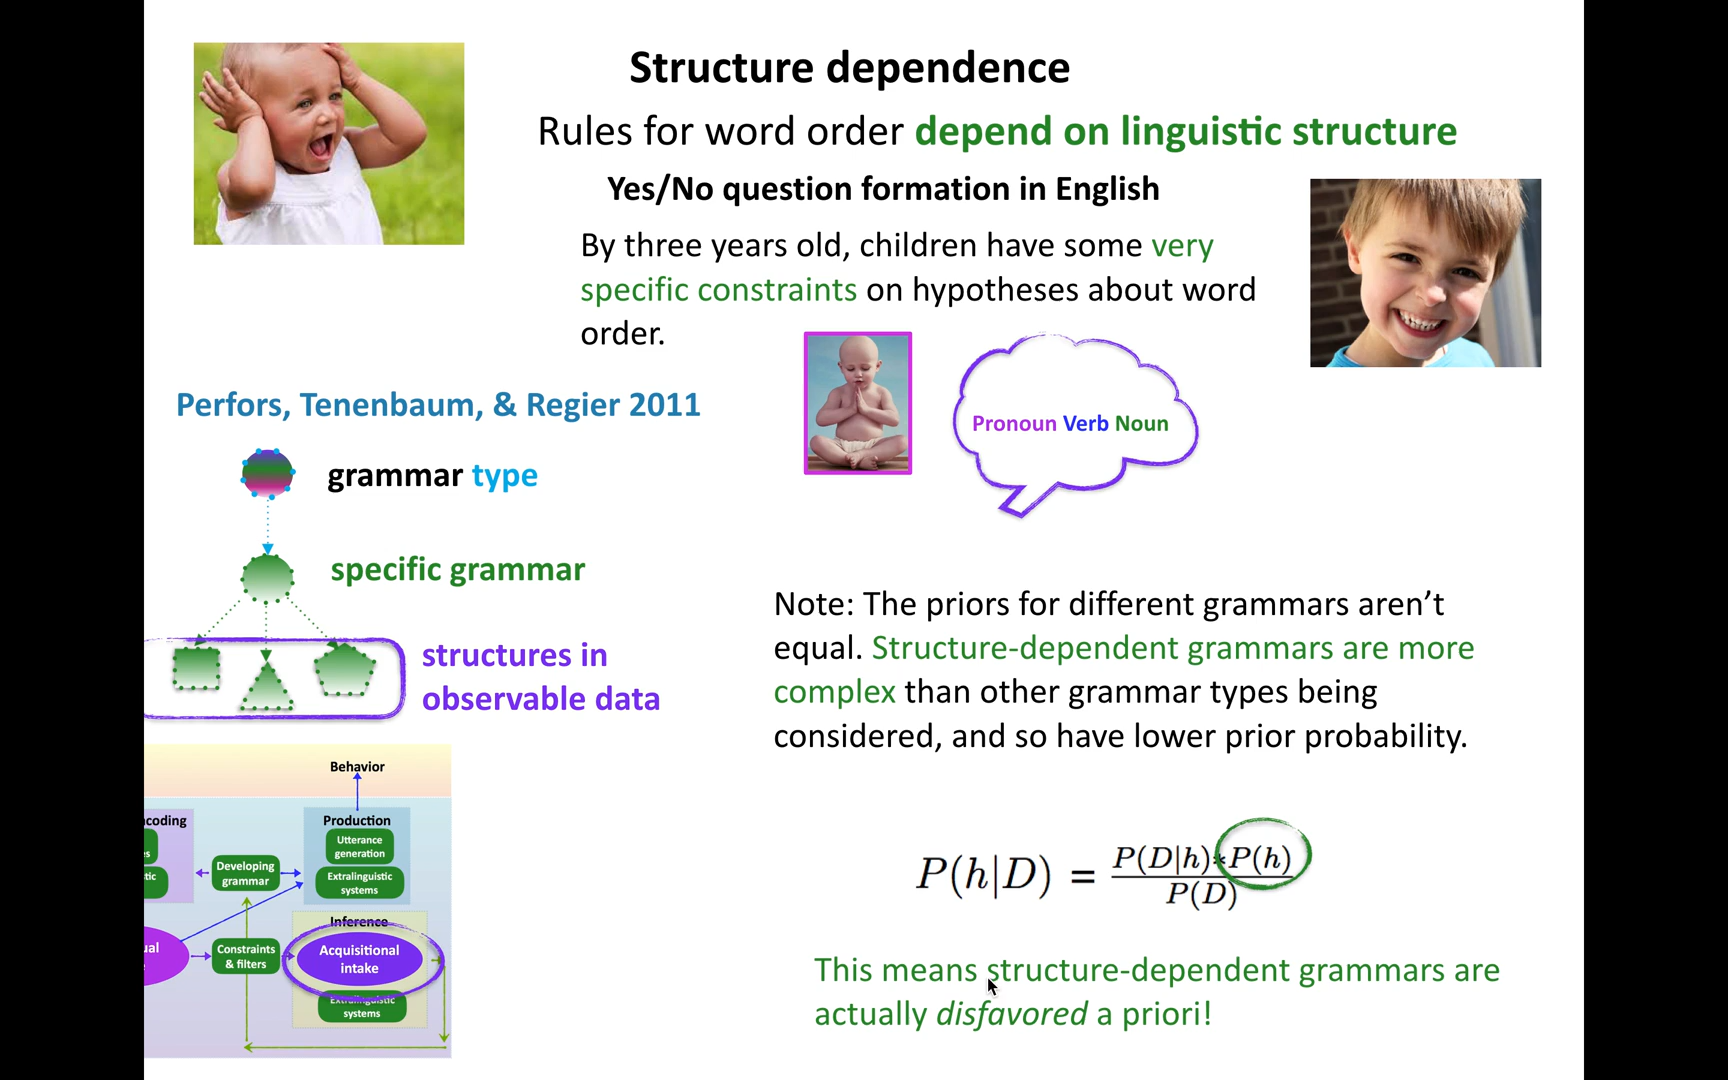 Structure dependence
Rules for word order depend on linguistic structure
Yes/No question formation in English
By three years old, children have some very
specific constraints on hypotheses about word
order.
Perfors, Tenenbaum, & Regier 2011
Pronoun Verb Noun
grammar type
specific grammar
structures in
observable data
Note: The priors for different grammars aren’t
equal. Structure-dependent grammars are more
complex than other grammar types being
considered, and so have lower prior probability.
Behavior
coding
Production
Utterance
generation
Developing
grammar
Extralinguistic
systems
Inference
Constraints
& filters
Acquisitional
intake
Extralinguistic
systems
P(h|D) = P(D|h)*P(h)
P(D)
This means structure-dependent grammars are
actually disfavored a priori!